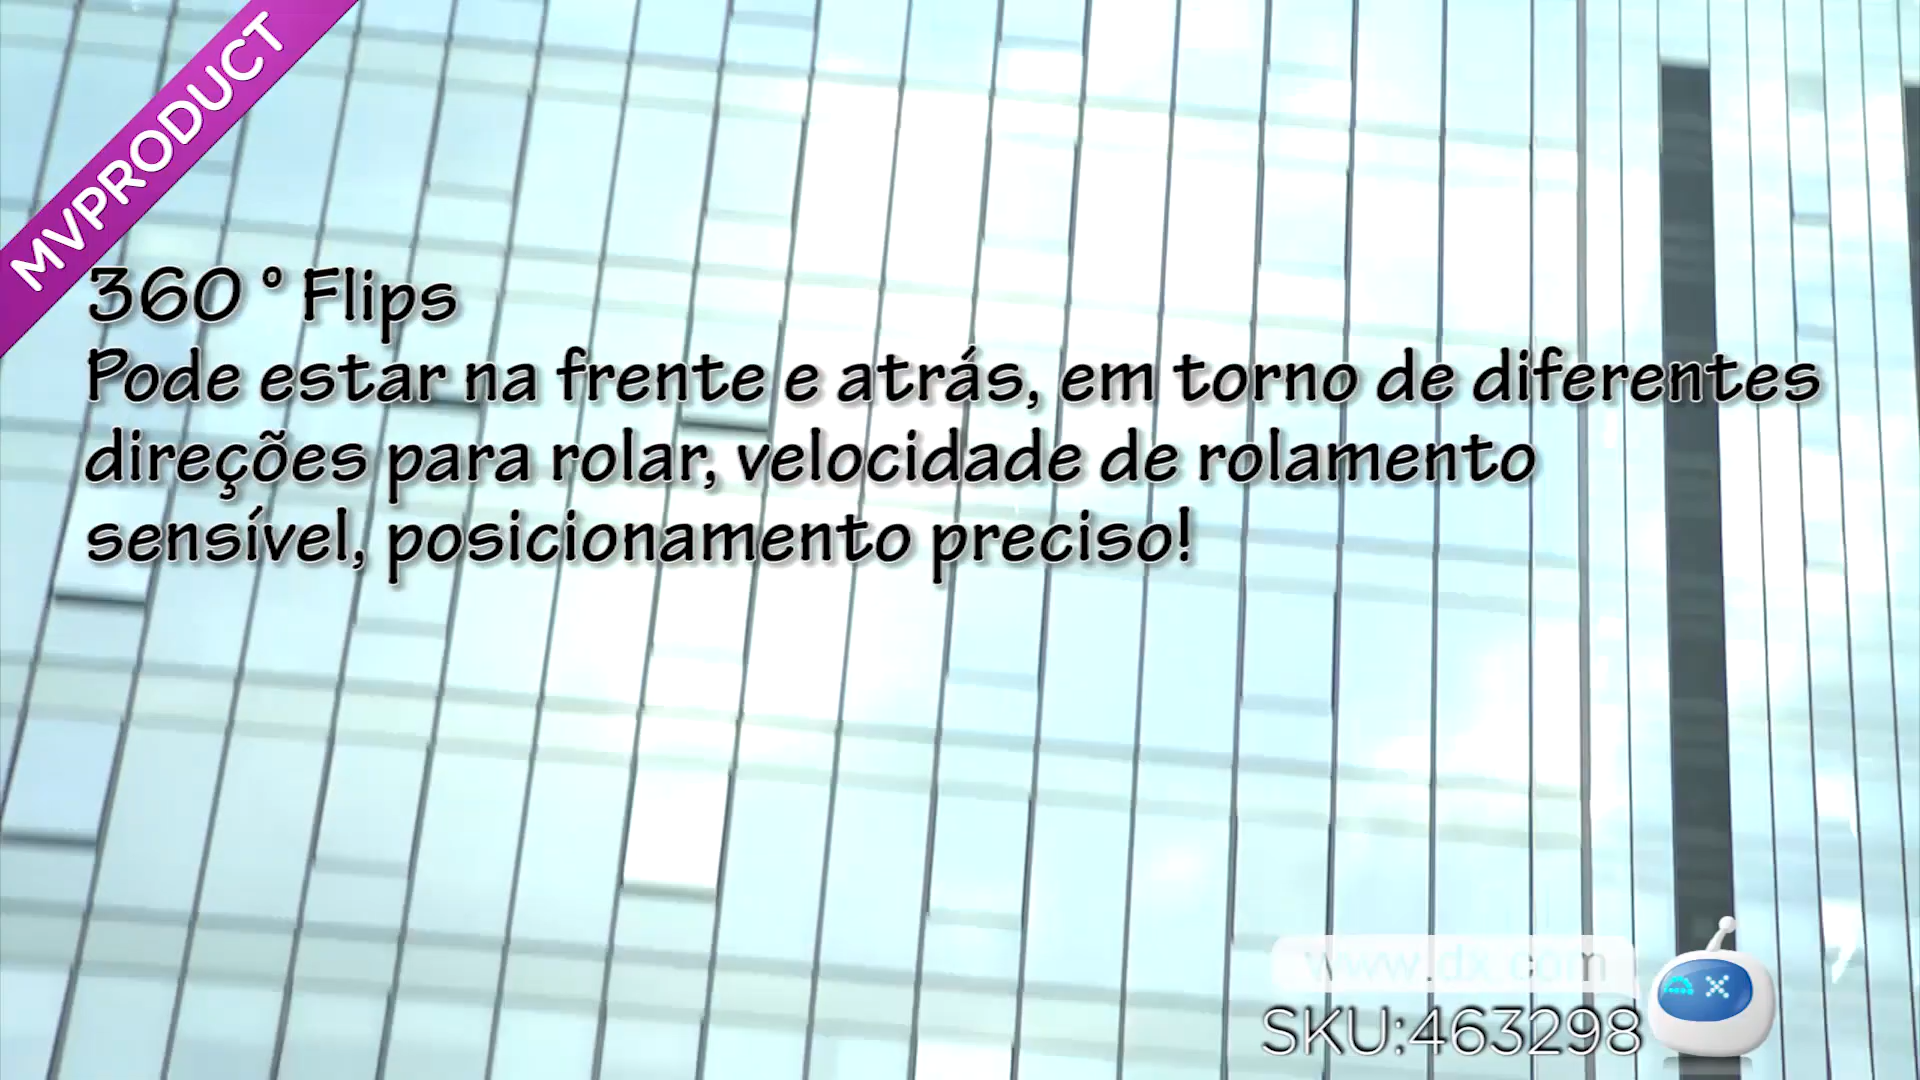 MVPRODUCT
360 ° Flips
Pode estar na frente e atrás, em torno de diferentes
direções para rolar, velocidade de rolamento
sensível, posicionamento preciso!
www.dx.com
SKU:463298